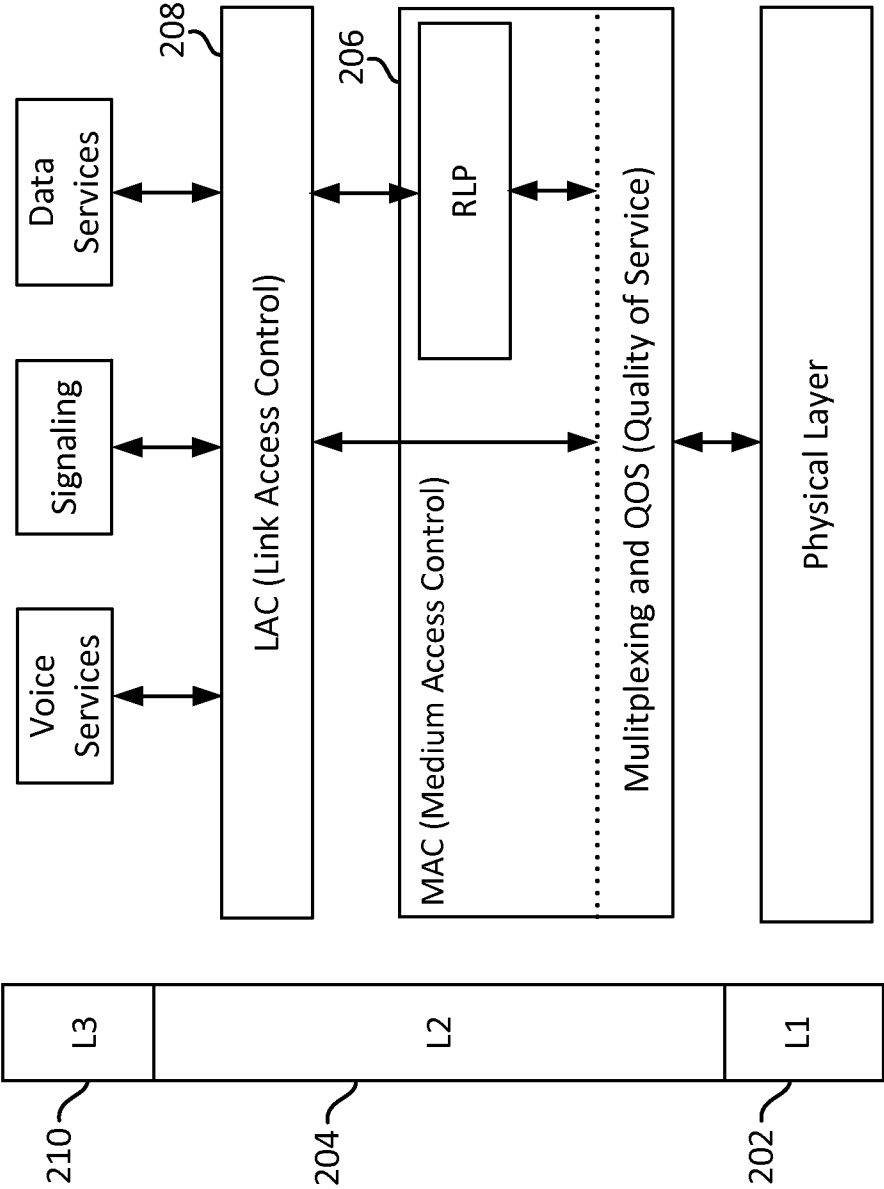 210
L3
Voice
Services
Signaling
Data
Services
208
LAC (Link Access Control)
204
L2
206
MAC (Medium Access Control)
RLP
Mulitplexing and QOS (Quality of Service)
202
L1
Physical Layer